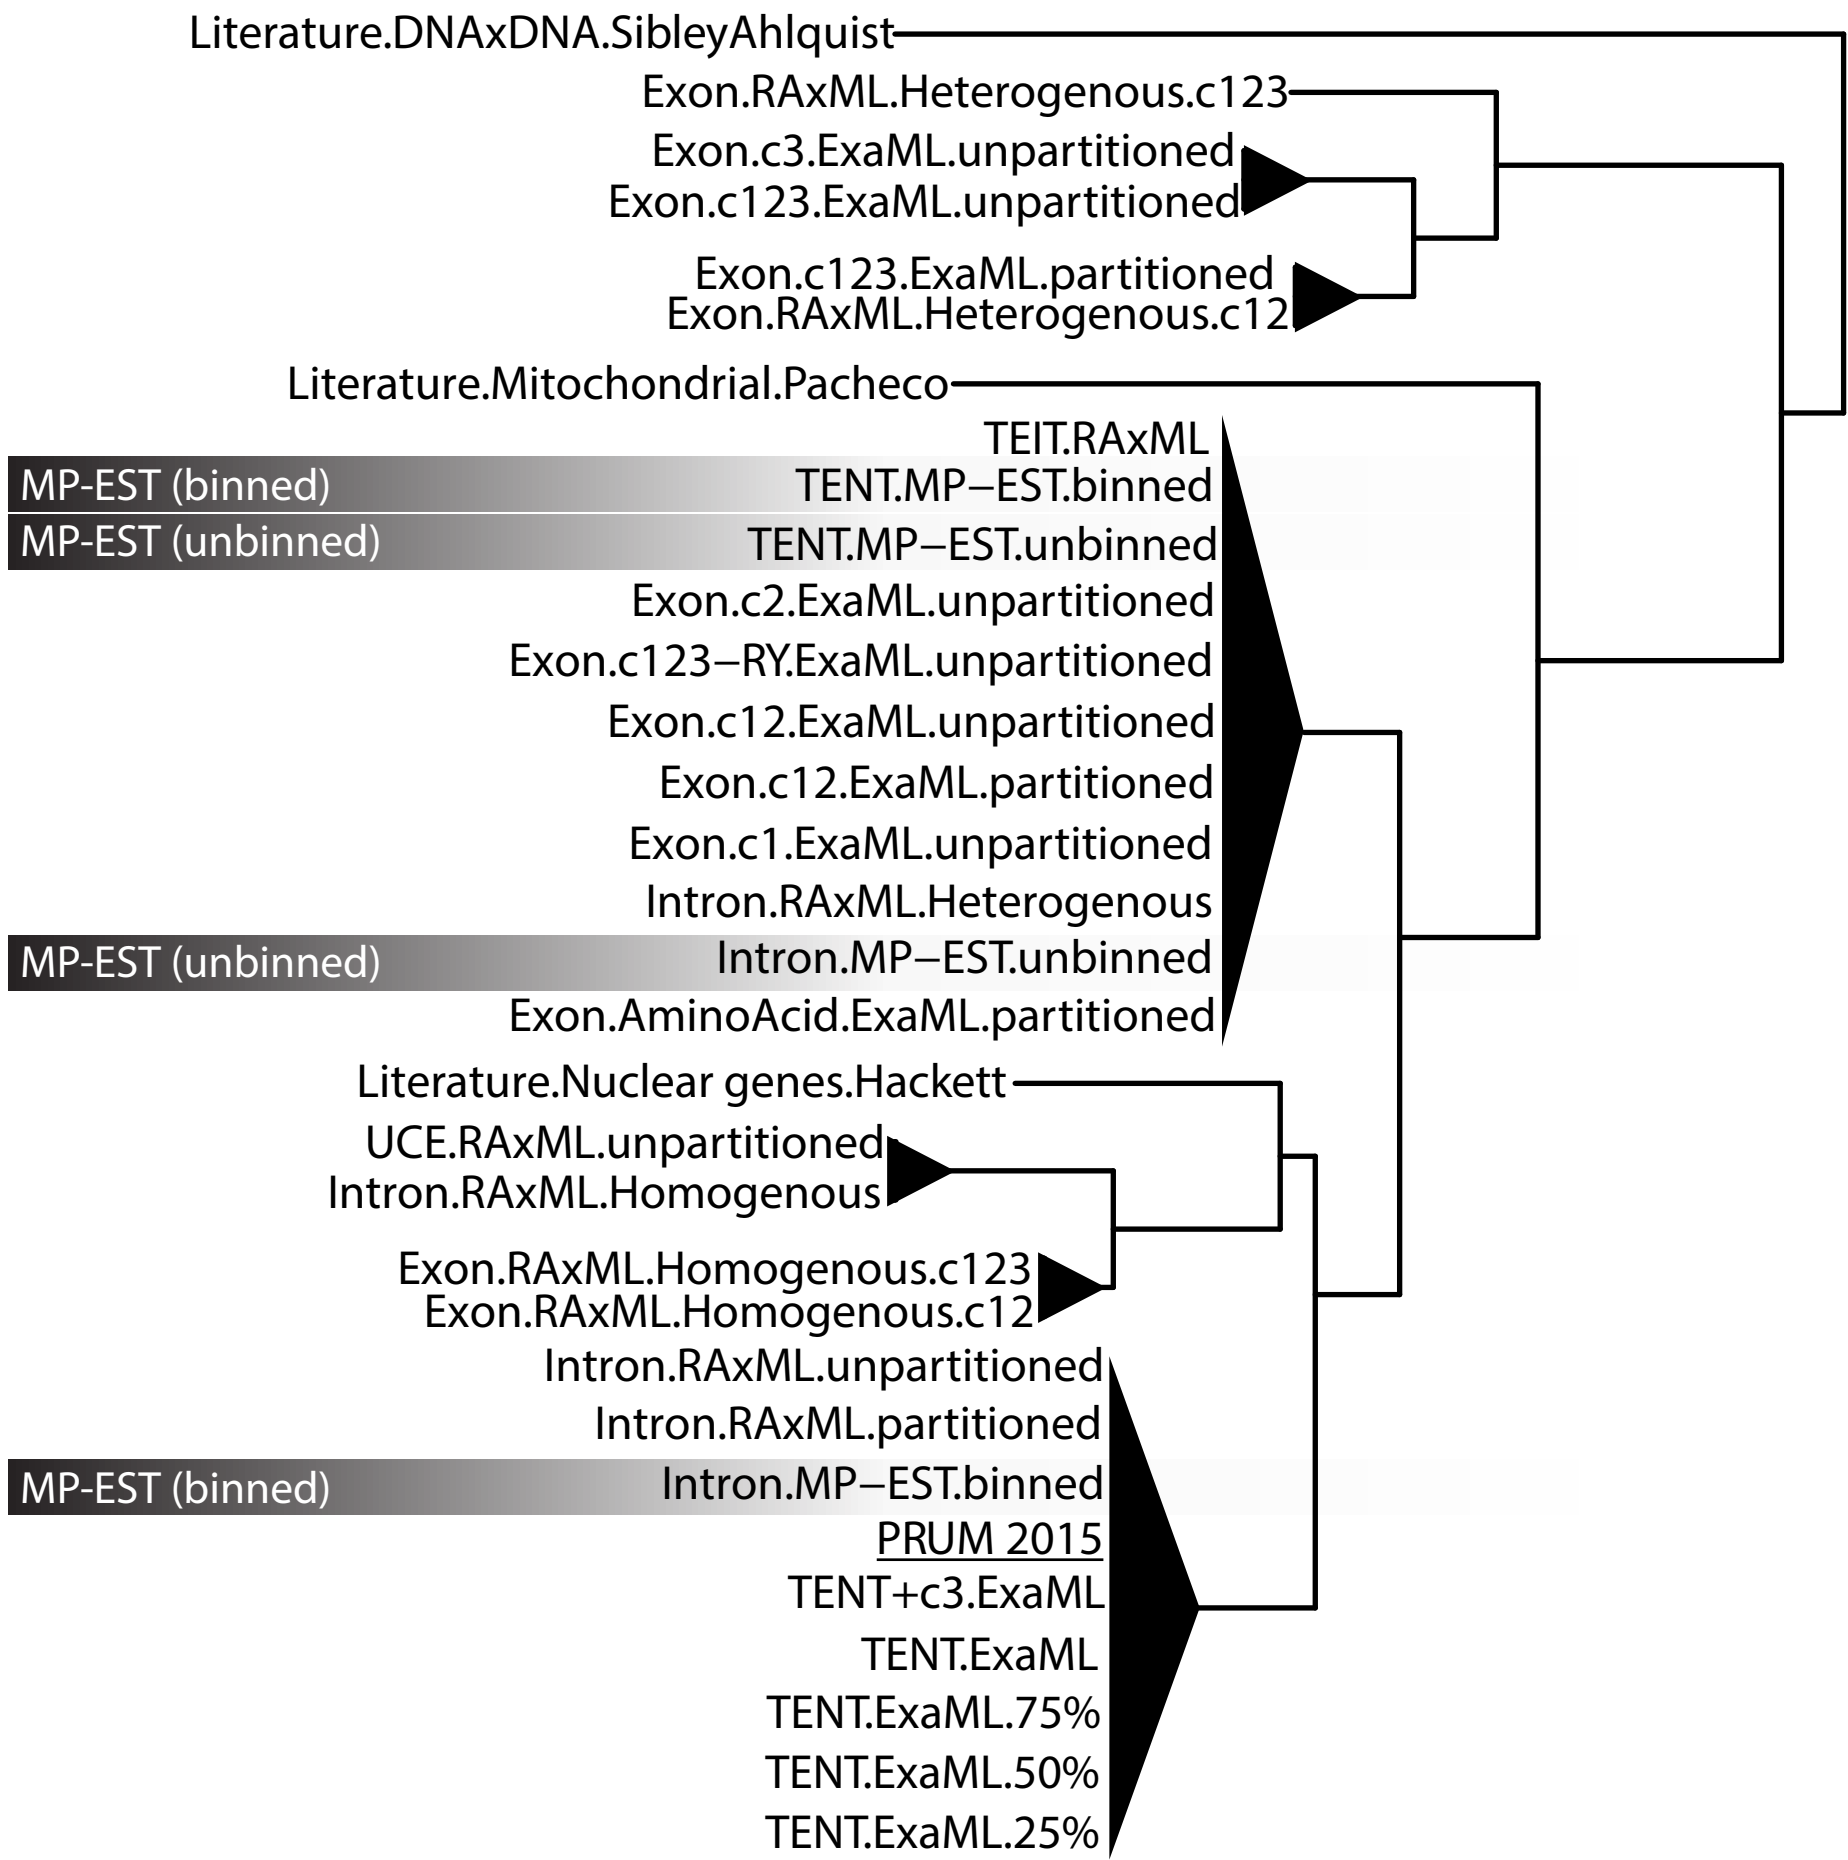 Literature.DNAxDNA.SibleyAhlquist
Exon.RAxML.Heterogenous.c123
Exon.c3.ExaML.unpartitioned
Exon.c123.ExaML.unpartitioned
Exon.c123.ExaML.partitioned
Exon.RAxML.Heterogenous.c12
Literature.Mitochondrial.Pacheco
TEIT.RAxML
MP-EST (binned) TENT.MP−EST.binned
MP-EST (unbinned) TENT.MP−EST.unbinned
Exon.c2.ExaML.unpartitioned
Exon.c123−RY.ExaML.unpartitioned
Exon.c12.ExaML.unpartitioned
Exon.c12.ExaML.partitioned
Exon.c1.ExaML.unpartitioned
Intron.RAxML.Heterogenous
MP-EST (unbinned) Intron.MP−EST.unbinned
Exon.AminoAcid.ExaML.partitioned
Literature.Nuclear genes.Hackett
UCE.RAxML.unpartitioned
Intron.RAxML.Homogenous
Exon.RAxML.Homogenous.c123
Exon.RAxML.Homogenous.c12
Intron.RAxML.unpartitioned
Intron.RAxML.partitioned
MP-EST (binned) Intron.MP−EST.binned
PRUM 2015
TENT+c3.ExaML
TENT.ExaML
TENT.ExaML.75%
TENT.ExaML.50%
TENT.ExaML.25%